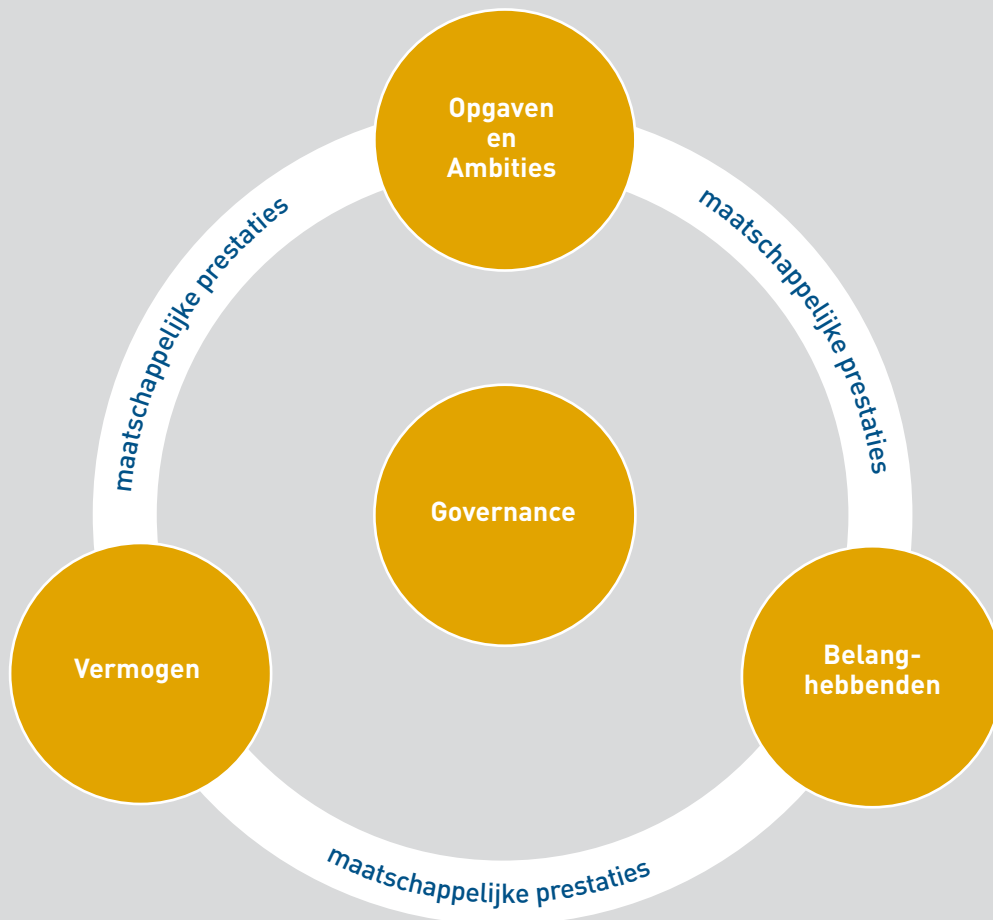 Opgaven
en
Ambities
maatschappelijke prestaties
maatschappelijke prestaties
Governance
Vermogen
Belang-
hebbenden
maatschappelijke prestaties